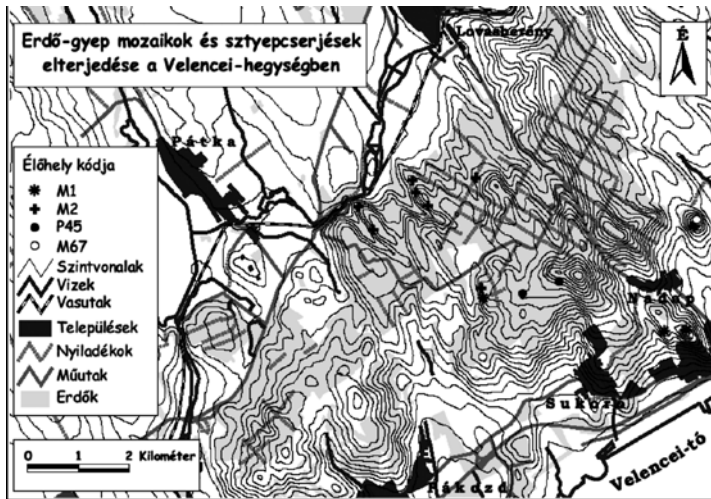 Erdő-gyep mozaikok és sztyepcserjések
elterjedése a Velencei-hegységben
Lovasberény
É
Pátka
Élőhely kódja
M1
M2
P45
M67
Szintvonalak
Vizek
Vasutak
Települések
Nyiladékok
Műutak
Erdők
Nadap
Sukoró
Pákozd
Velencei-tó
0 1 2 Kilométer